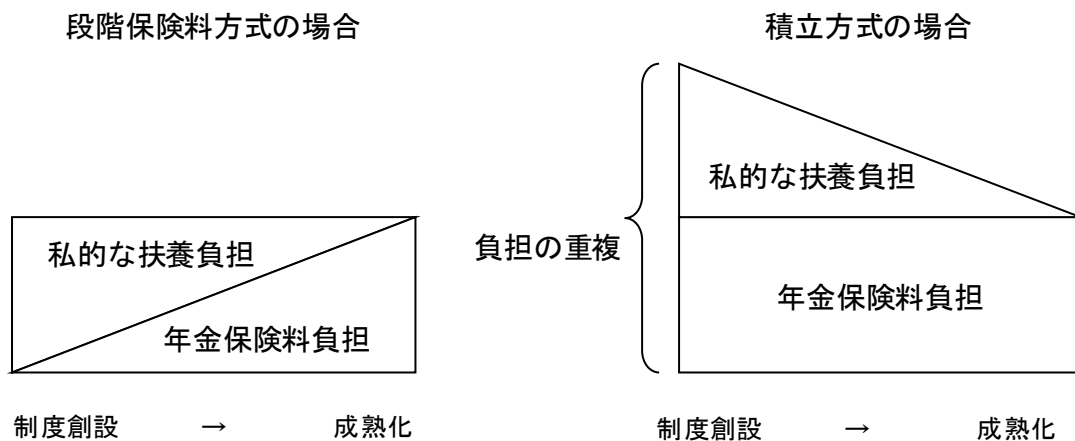 段階保険料方式の場合
私的な扶養負担
年金保険料負担
制度創設 → 成熟化
積立方式の場合
負担の重複
私的な扶養負担
年金保険料負担
制度創設 → 成熟化